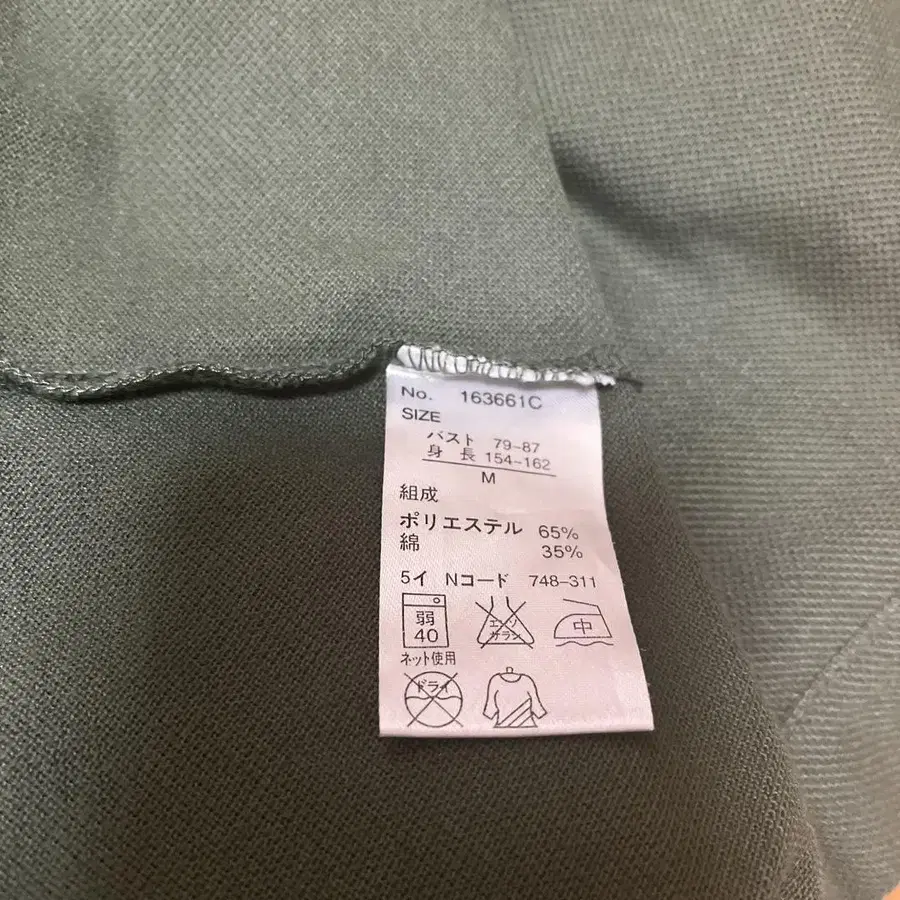 No. 163661C
SIZE
バスト 79-87
身長 154-162
M
組成
ポリエステル 65%
綿 35%
5イ Nコード 748-311
弱
40
エンソ
サラシ
中
ネット使用
ドライ